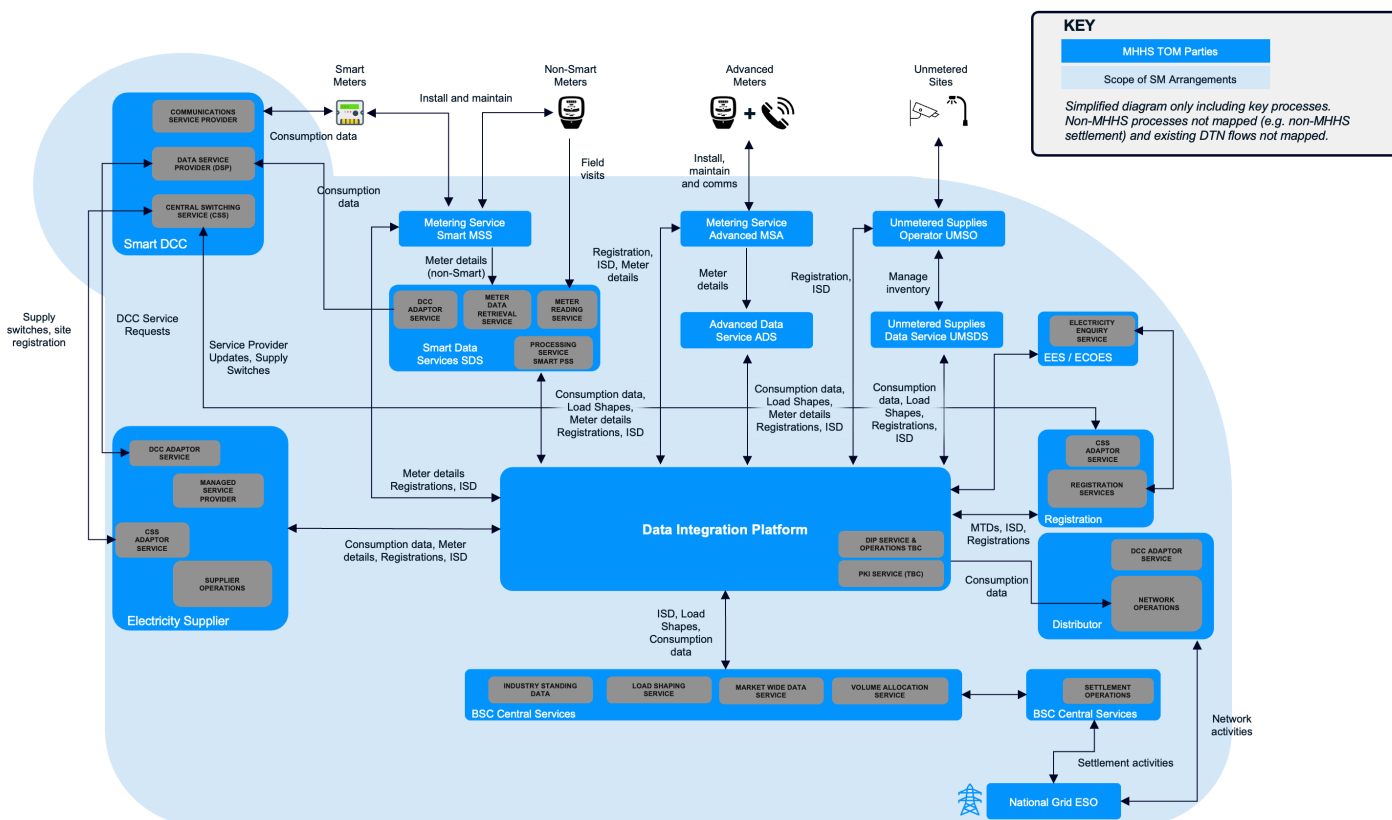 KEY
MHHS TOM Parties
Scope of SM Arrangements
Simplified diagram only including key processes.
Non-MHHS processes not mapped (e.g. non-MHHS
settlement) and existing DTN flows not mapped.
Smart
Meters
Non-Smart
Meters
Advanced
Meters
Unmetered
Sites
COMMUNICATIONS
SERVICE PROVIDER
Install and maintain
Consumption data
DATA SERVICE
PROVIDER (DSP)
CENTRAL SWITCHING
SERVICE (CSS)
Smart DCC
Consumption
data
Field
visits
Install,
maintain
and comms
Metering Service
Smart MSS
Metering Service
Advanced MSA
Unmetered Supplies
Operator UMSO
Meter details
(non-Smart)
Registration,
ISD, Meter
details
Meter
details
Registration,
ISD
Manage
inventory
DCC
ADAPTOR
SERVICE
METER
DATA
RETRIEVAL
SERVICE
METER
READING
SERVICE
Smart Data
Services SDS
PROCESSING
SERVICE
SMART PSS
Advanced Data
Service ADS
Unmetered Supplies
Data Service UMSDS
ELECTRICITY
ENQUIRY
SERVICE
EES / ECOES
Supply
switches, site
registration
DCC Service
Requests
Service Provider
Updates, Supply
Switches
Consumption data,
Load Shapes,
Meter details
Registrations, ISD
Consumption data,
Load Shapes,
Meter details
Registrations, ISD
Consumption
data, Load
Shapes,
Registrations,
ISD
DCC ADAPTOR
SERVICE
MANAGED
SERVICE
PROVIDER
CSS
ADAPTOR
SERVICE
SUPPLIER
OPERATIONS
Electricity Supplier
Meter details
Registrations, ISD
Consumption data, Meter
details, Registrations, ISD
Data Integration Platform
DIP SERVICE &
OPERATIONS TBC
PKI SERVICE (TBC)
CSS
ADAPTOR
SERVICE
REGISTRATION
SERVICES
Registration
MTDs, ISD,
Registrations
Consumption
data
DCC ADAPTOR
SERVICE
NETWORK
OPERATIONS
Distributor
ISD, Load
Shapes,
Consumption
data
INDUSTRY STANDING
DATA
LOAD SHAPING
SERVICE
MARKET WIDE DATA
SERVICE
VOLUME ALLOCATION
SERVICE
BSC Central Services
SETTLEMENT
OPERATIONS
BSC Central Services
Network
activities
Settlement activities
National Grid ESO